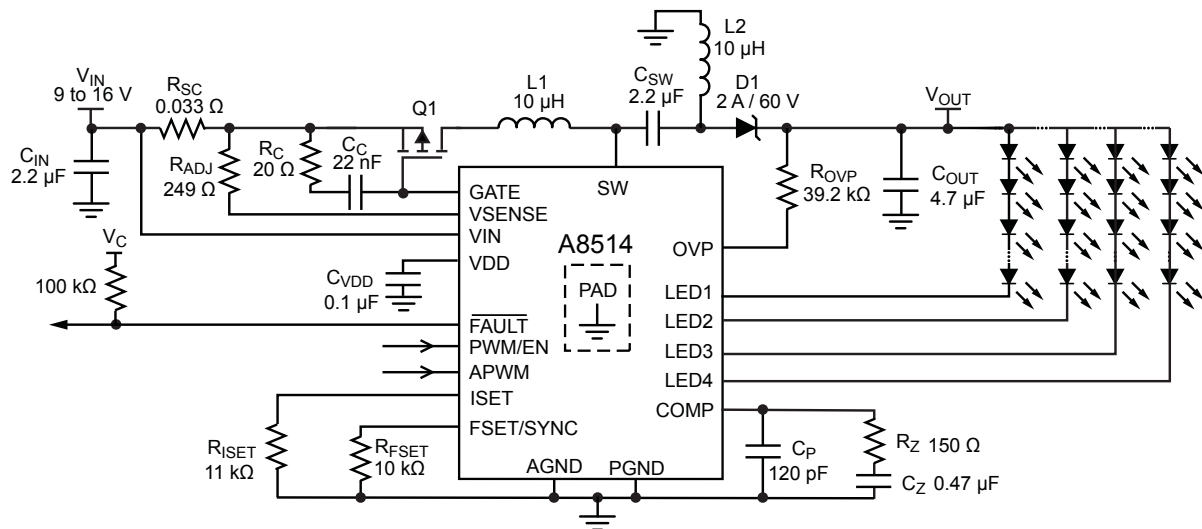 L2
10 µH
V_IN
9 to 16 V
R_SC
0.033 Ω
Q1
L1
10 µH
C_SW
2.2 µF
D1
2 A / 60 V
V_OUT
C_IN
2.2 µF
R_ADJ
249 Ω
R_C
20 Ω
C_C
22 nF
GATE
VSENSE
VIN
VDD
SW
R_OVP
39.2 kΩ
C_OUT
4.7 µF
OVP
A8514
PAD
V_C
100 kΩ
C_VDD
0.1 µF
LED1
LED2
LED3
LED4
COMP
FAULT
PWM/EN
APWM
ISET
FSET/SYNC
R_ISET
11 kΩ
R_FSET
10 kΩ
AGND
PGND
C_P
120 pF
R_Z 150 Ω
C_Z 0.47 µF